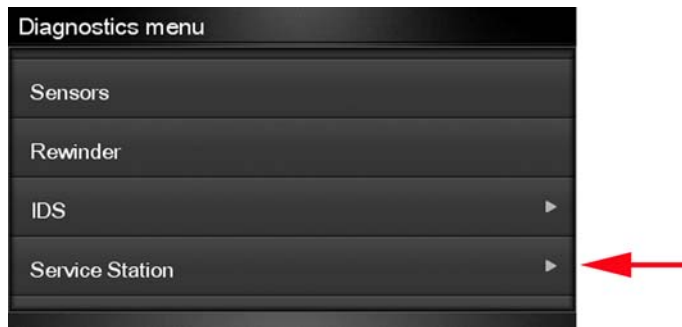 Diagnostics menu
Sensors
Rewinder
IDS
Service Station